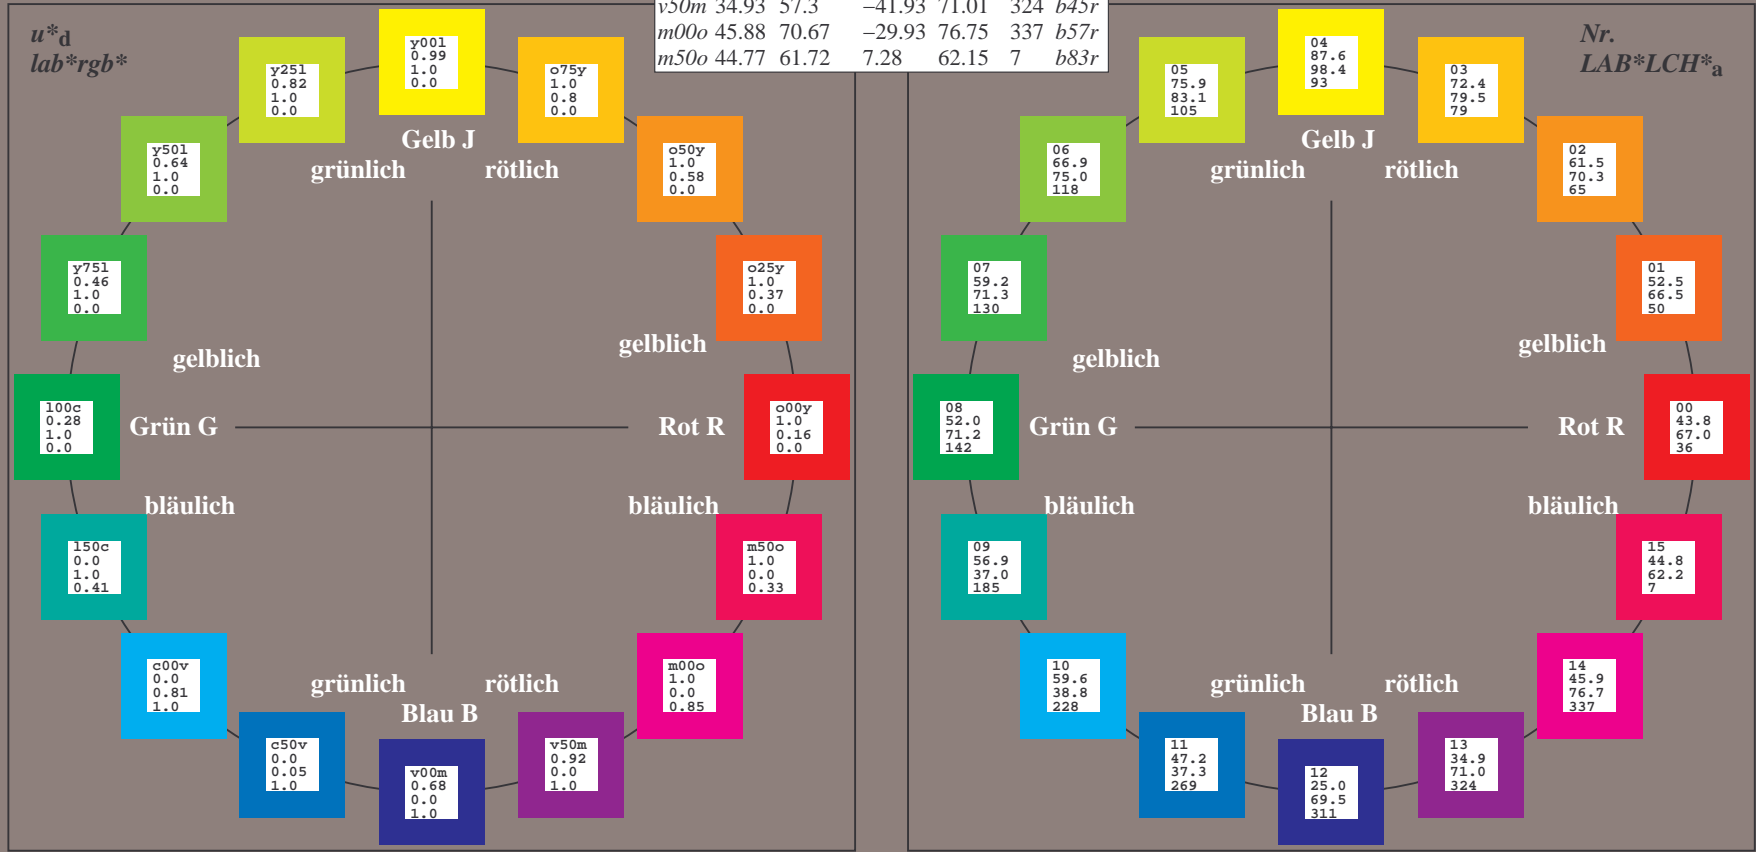 v50m 34.93 57.3 −41.93 71.01 324 b45r
m00o 45.88 70.67 −29.93 76.75 337 b57r
m50o 44.77 61.72 7.28 62.15 7 b83r
u*d
lab*rgb*
y00l
0.99
1.0
0.0
y25l
0.82
1.0
0.0
o75y
1.0
0.8
0.0
y50l
0.64
1.0
0.0
o50y
1.0
0.58
0.0
Gelb J
grünlich rötlich
y75l
0.46
1.0
0.0
o25y
1.0
0.37
0.0
gelblich
gelblich
l00c
0.28
1.0
0.0
Grün G
Rot R
o00y
1.0
0.16
0.0
bläulich
bläulich
l50c
0.0
1.0
0.41
m50o
1.0
0.0
0.33
c00v
0.0
0.81
1.0
m00o
1.0
0.0
0.85
grünlich rötlich
Blau B
c50v
0.0
0.05
1.0
v00m
0.68
0.0
1.0
v50m
0.92
0.0
1.0
Nr.
LAB*LCH*a
04
87.6
98.4
93
05
75.9
83.1
105
03
72.4
79.5
79
06
66.9
75.0
118
02
61.5
70.3
65
Gelb J
grünlich rötlich
07
59.2
71.3
130
01
52.5
66.5
50
gelblich
gelblich
08
52.0
71.2
142
Grün G
Rot R
00
43.8
67.0
36
bläulich
bläulich
09
56.9
37.0
185
15
44.8
62.2
7
10
59.6
38.8
228
14
45.9
76.7
337
grünlich rötlich
Blau B
11
47.2
37.3
269
12
25.0
69.5
311
13
34.9
71.0
324